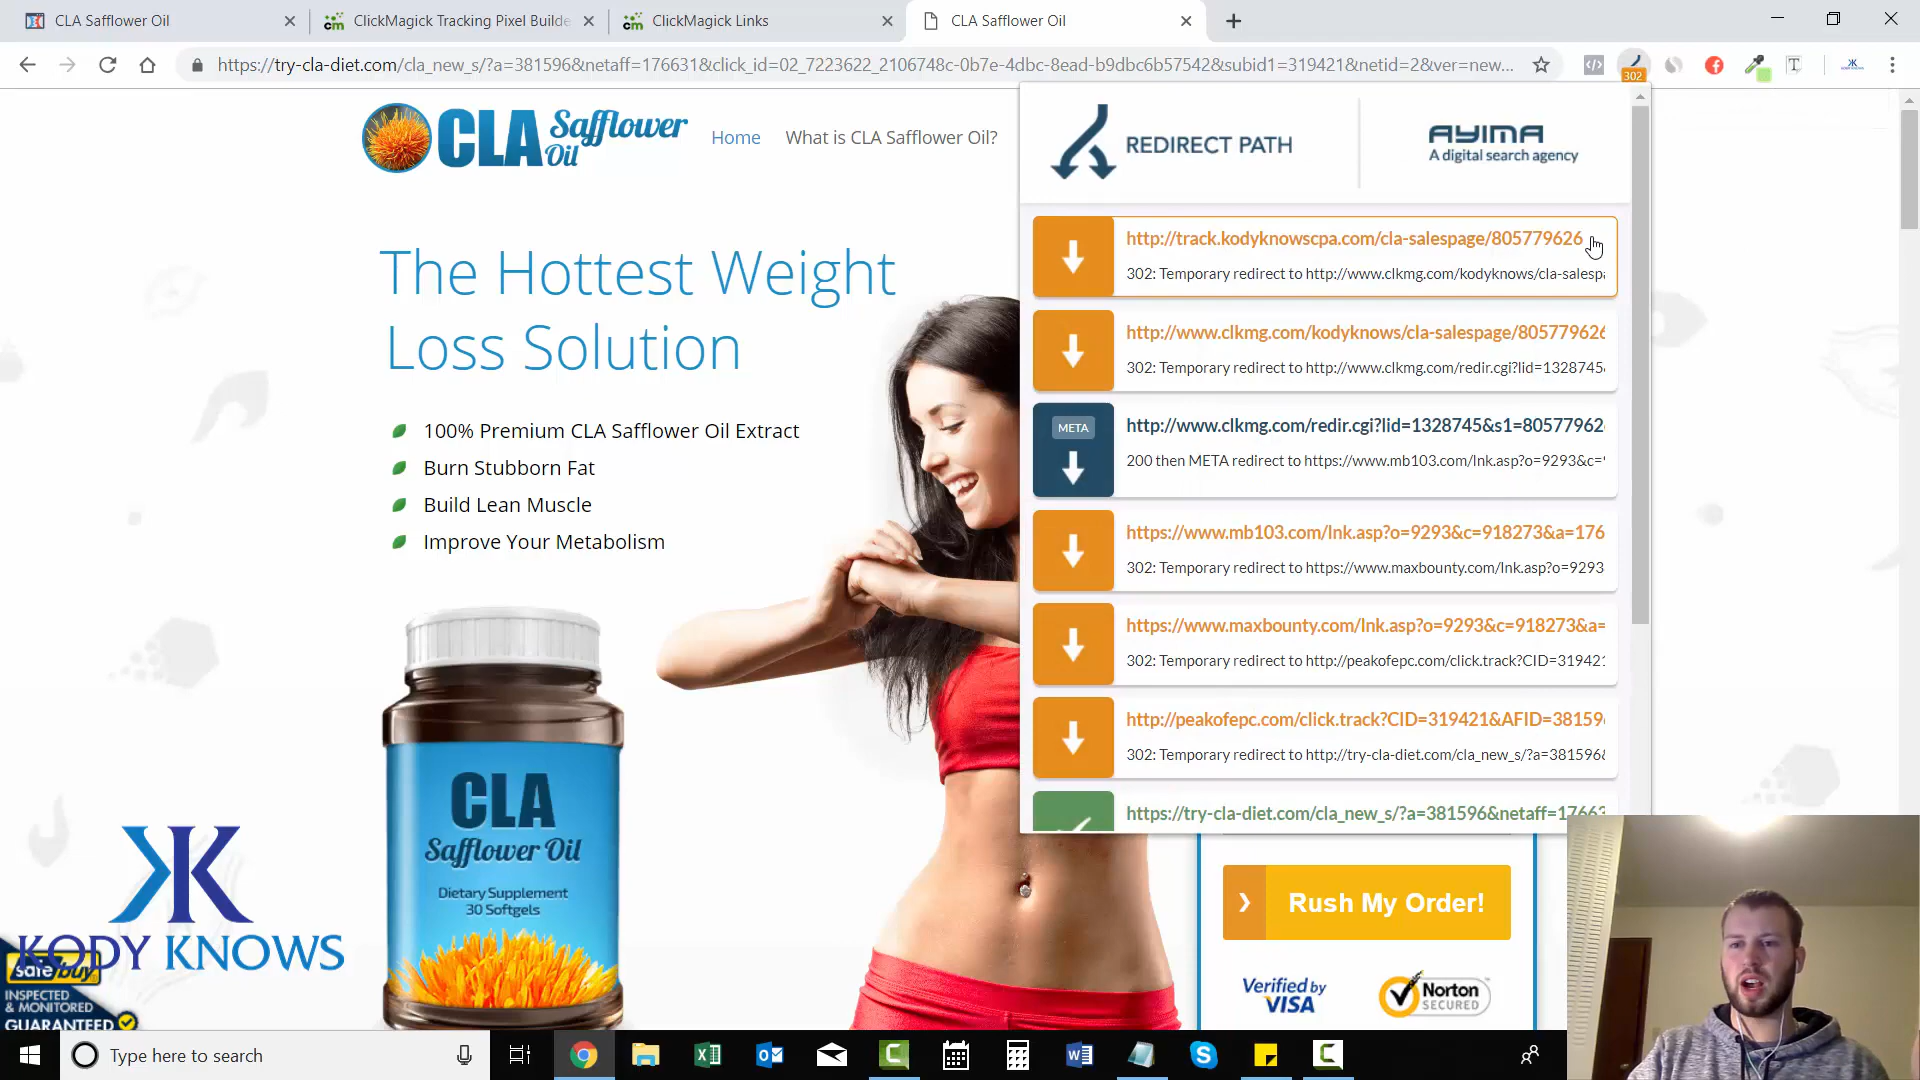 CLA Safflower Oil
ClickMagick Tracking Pixel Builde
ClickMagick Links
CLA Safflower Oil
https://try-cla-diet.com/cla_new_s/?a=381596&netaff=176631&click_id=02_7223622_2106748c-0b7e-4dbc-8ead-b9dbc6b57542&subid1=319421&netid=2&ver=new...
302
CLA Safflower Oil
Home
What is CLA Safflower Oil?
REDIRECT PATH
AYIMA
A digital search agency
The Hottest Weight
Loss Solution
100% Premium CLA Safflower Oil Extract
Burn Stubborn Fat
Build Lean Muscle
Improve Your Metabolism
http://track.kodyknowscpa.com/cla-salespage/805779626
302: Temporary redirect to http://www.clkmg.com/kodyknows/cla-salespa
http://www.clkmg.com/kodyknows/cla-salespage/805779626
302: Temporary redirect to http://www.clkmg.com/redir.cgi?lid=1328745&
META
http://www.clkmg.com/redir.cgi?lid=1328745&s1=80577962
200 then META redirect to https://www.mb103.com/lnk.asp?o=9293&c=
https://www.mb103.com/lnk.asp?o=9293&c=918273&a=176
302: Temporary redirect to https://www.maxbounty.com/lnk.asp?o=9293
https://www.maxbounty.com/lnk.asp?o=9293&c=918273&a=
302: Temporary redirect to http://peakofepc.com/click.track?CID=319421
http://peakofepc.com/click.track?CID=319421&AFID=38159
302: Temporary redirect to http://try-cla-diet.com/cla_new_s/?a=381596&
https://try-cla-diet.com/cla_new_s/?a=381596&netaff=17663
CLA
Safflower Oil
Dietary Supplement
30 Softgels
Rush My Order!
Verified by
VISA
Norton
SECURED
KODY KNOWS
safe buy
INSPECTED
& MONITORED
GUARANTEED
Type here to search